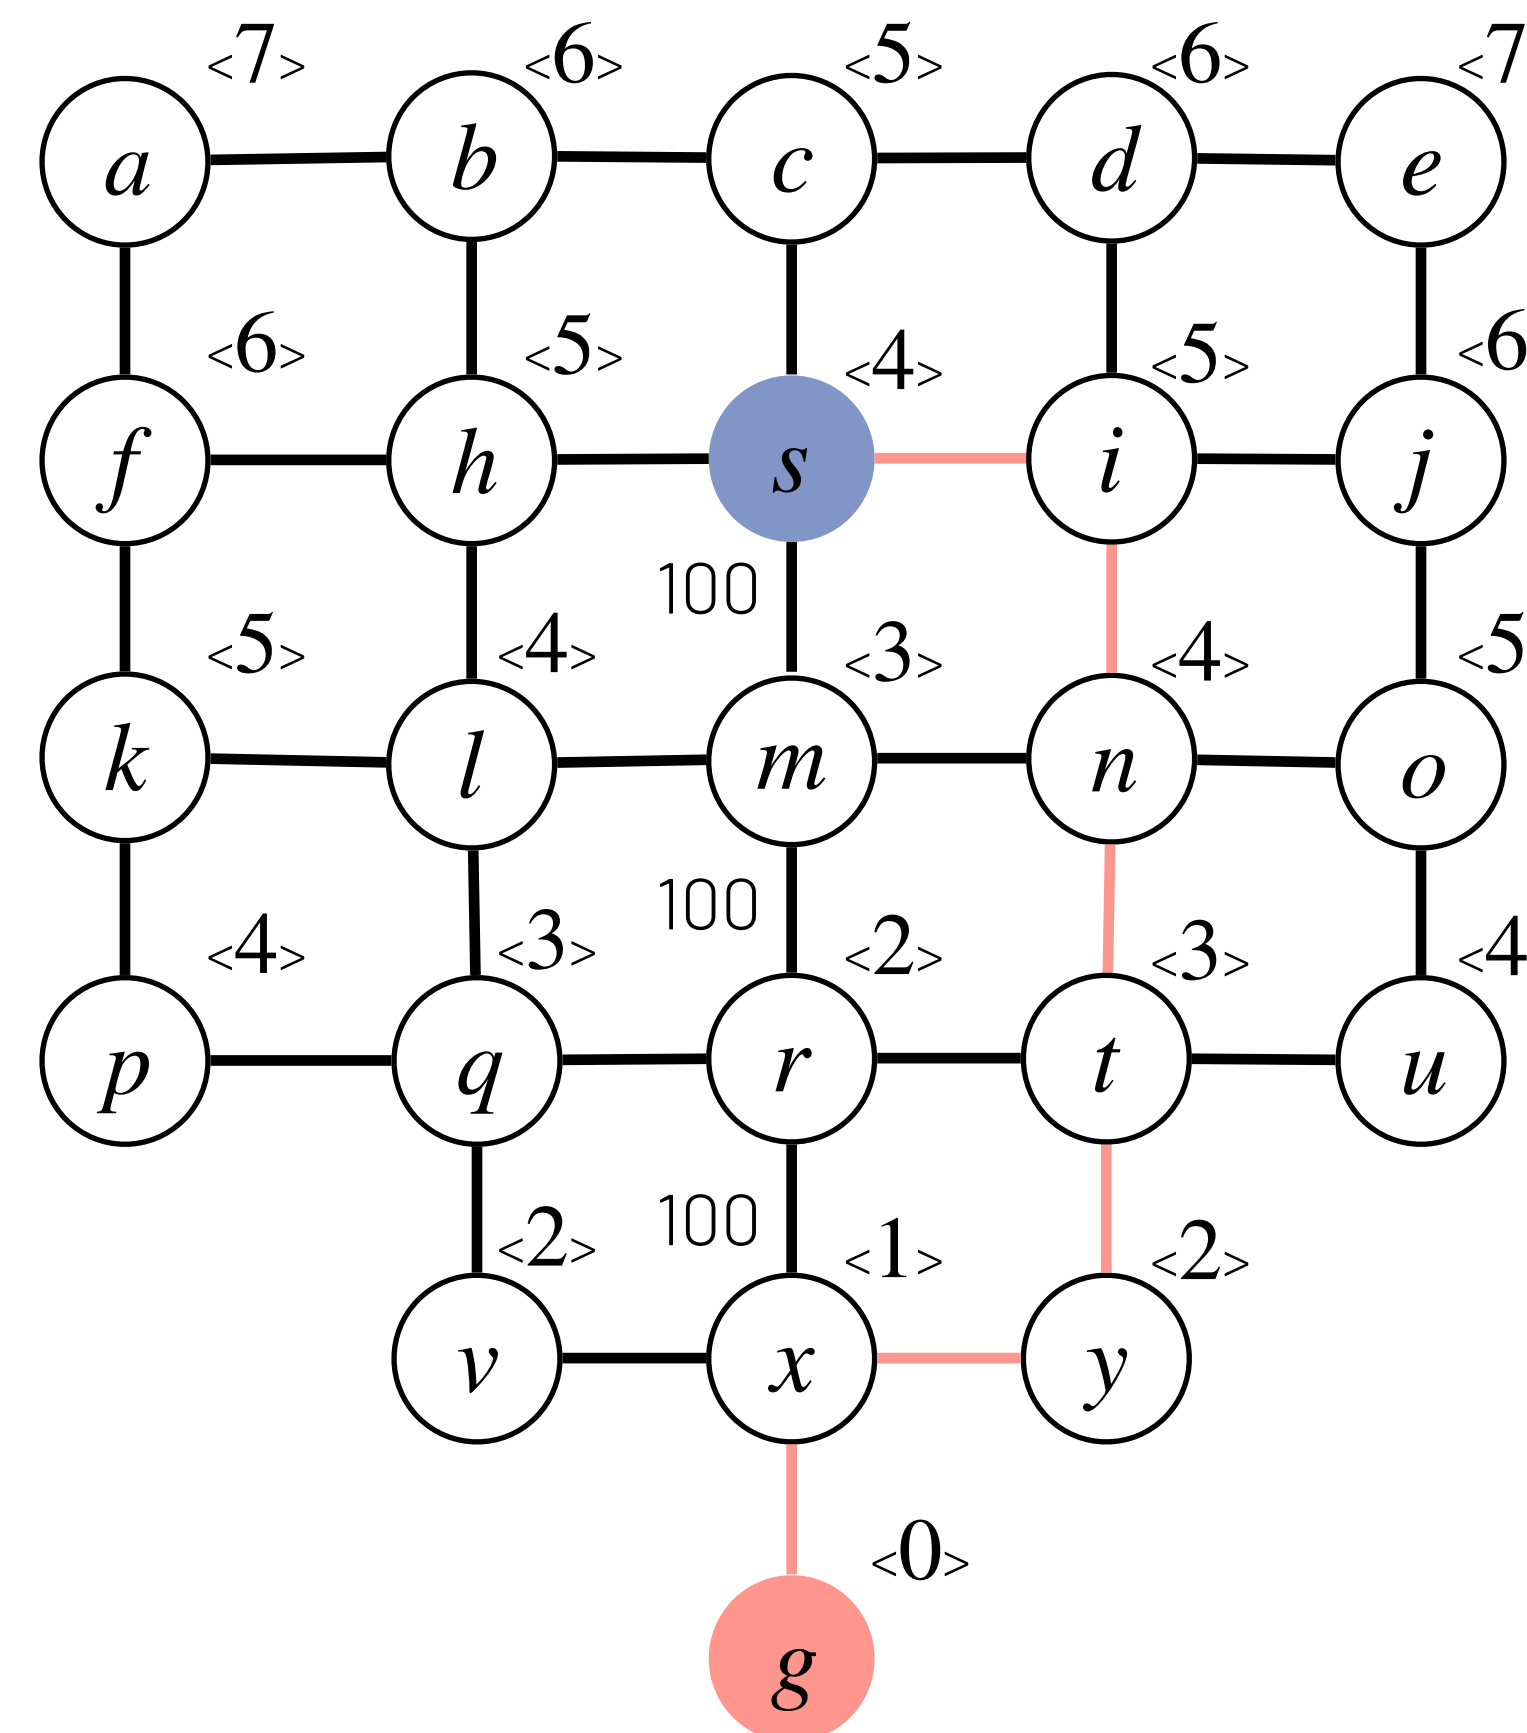 <7> <6> <5> <6> <7
a b c d e
<6> <5> <4> <5> <6
f h s i j
100
<5> <4> <3> <4> <5
k l m n o
100
<4> <3> <2> <3> <4
p q r t u
100
<2> <1> <2>
v x y
<0>
g